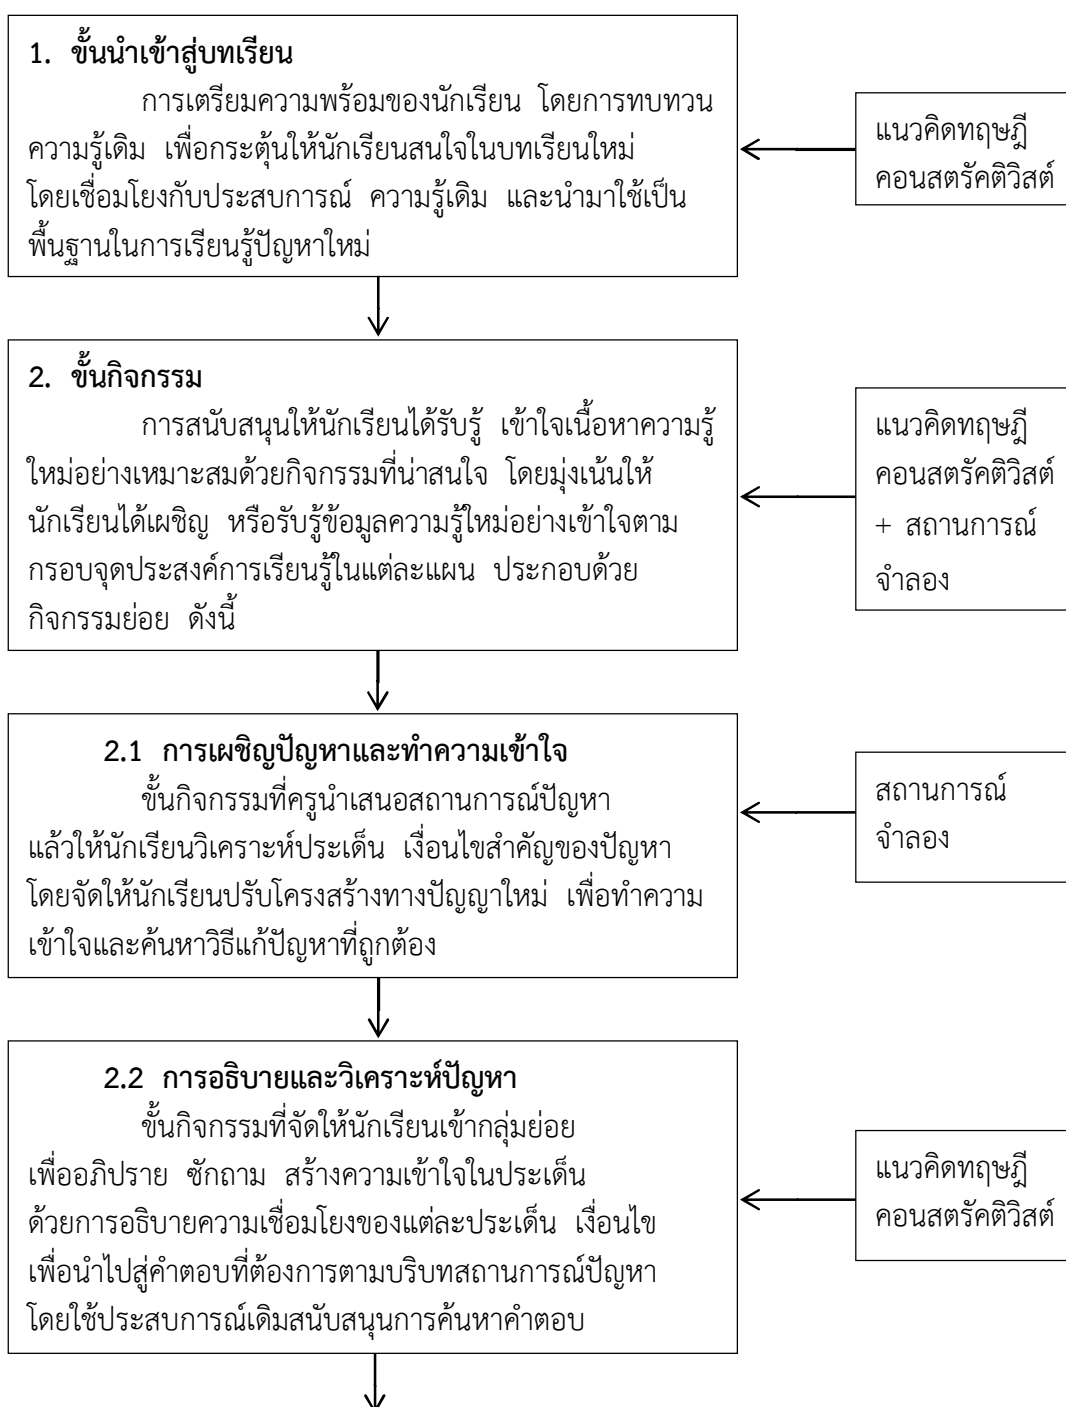 1. ขั้นนำเข้าสู่บทเรียน
การเตรียมความพร้อมของนักเรียน โดยการทบทวน
ความรู้เดิม เพื่อกระตุ้นให้นักเรียนสนใจในบทเรียนใหม่
โดยเชื่อมโยงกับประสบการณ์ ความรู้เดิม และนำมาใช้เป็น
พื้นฐานในการเรียนรู้ปัญหาใหม่
แนวคิดทฤษฎี
คอนสตรัคติวิสต์
2. ขั้นกิจกรรม
การสนับสนุนให้นักเรียนได้รับรู้ เข้าใจเนื้อหาความรู้
ใหม่อย่างเหมาะสมด้วยกิจกรรมที่น่าสนใจ โดยมุ่งเน้นให้
นักเรียนได้เผชิญ หรือรับรู้ข้อมูลความรู้ใหม่อย่างเข้าใจตาม
กรอบจุดประสงค์การเรียนรู้ในแต่ละแผน ประกอบด้วย
กิจกรรมย่อย ดังนี้
แนวคิดทฤษฎี
คอนสตรัคติวิสต์
+ สถานการณ์
จำลอง
2.1 การเผชิญปัญหาและทำความเข้าใจ
ขั้นกิจกรรมที่ครูนำเสนอสถานการณ์ปัญหา
แล้วให้นักเรียนวิเคราะห์ประเด็น เงื่อนไขสำคัญของปัญหา
โดยจัดให้นักเรียนปรับโครงสร้างทางปัญญาใหม่ เพื่อทำความ
เข้าใจและค้นหาวิธีแก้ปัญหาที่ถูกต้อง
สถานการณ์
จำลอง
2.2 การอธิบายและวิเคราะห์ปัญหา
ขั้นกิจกรรมที่จัดให้นักเรียนเข้ากลุ่มย่อย
เพื่ออภิปราย ซักถาม สร้างความเข้าใจในประเด็น
ด้วยการอธิบายความเชื่อมโยงของแต่ละประเด็น เงื่อนไข
เพื่อนำไปสู่คำตอบที่ต้องการตามบริบทสถานการณ์ปัญหา
โดยใช้ประสบการณ์เดิมสนับสนุนการค้นหาคำตอบ
แนวคิดทฤษฎี
คอนสตรัคติวิสต์